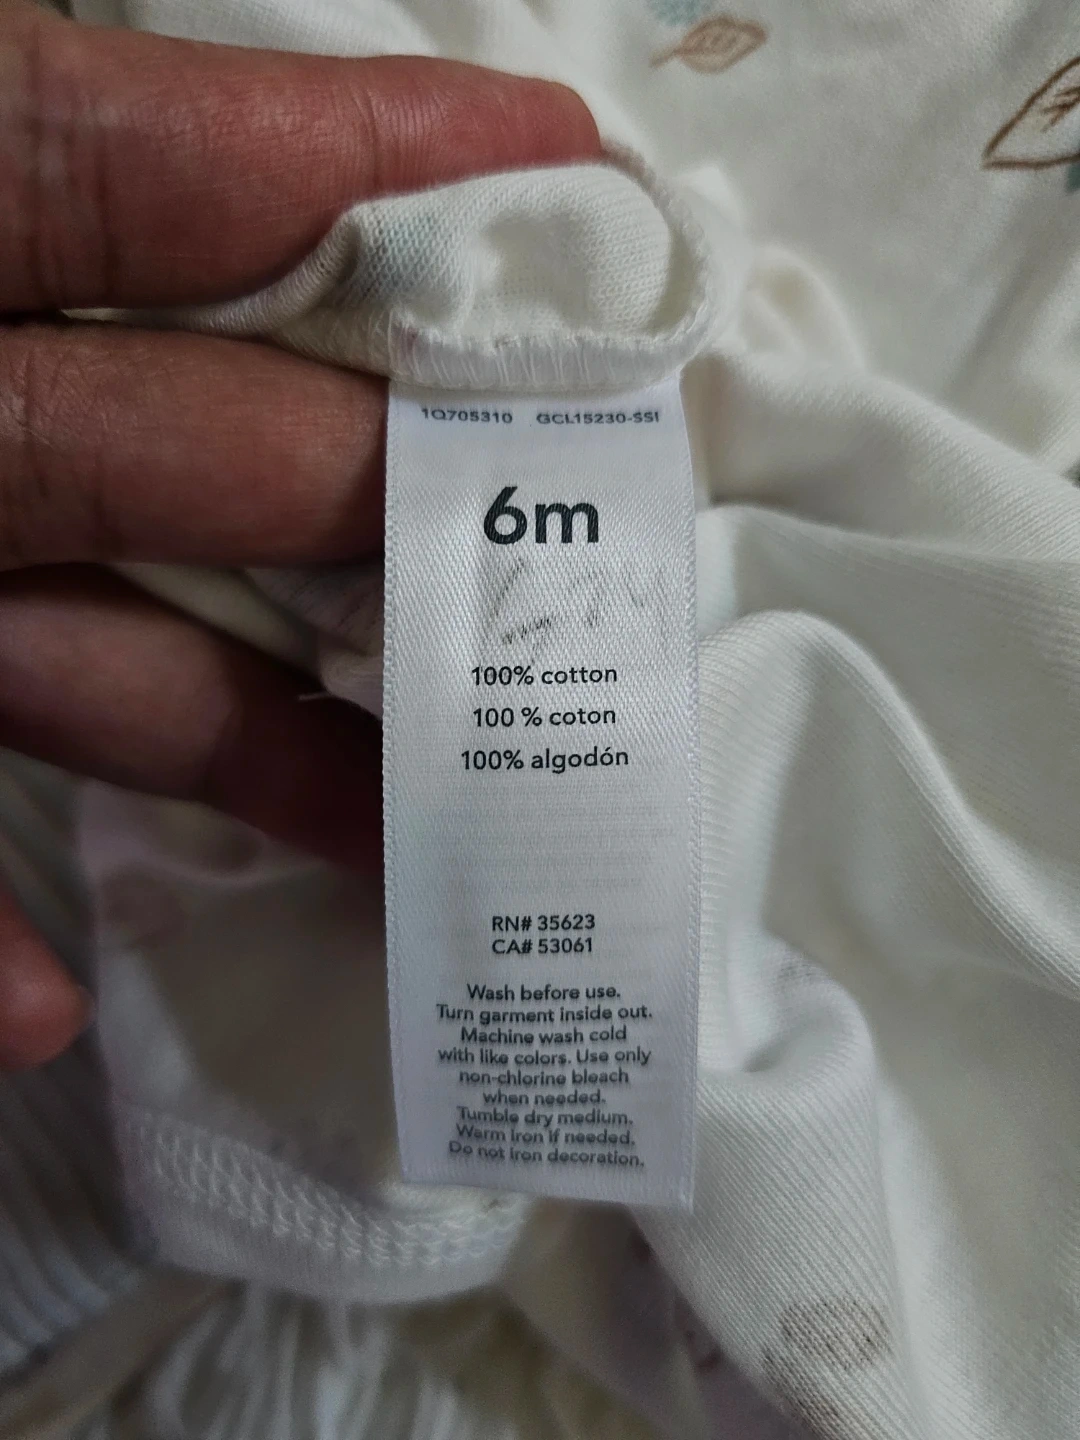 1Q705310 GCL15230-SSI
6m
100% cotton
100 % coton
100% algodón
RN# 35623
CA# 53061
Wash before use.
Turn garment inside out.
Machine wash cold
with like colors. Use only
non-chlorine bleach
when needed.
Tumble dry medium.
Warm iron if needed.
Do not iron decoration.